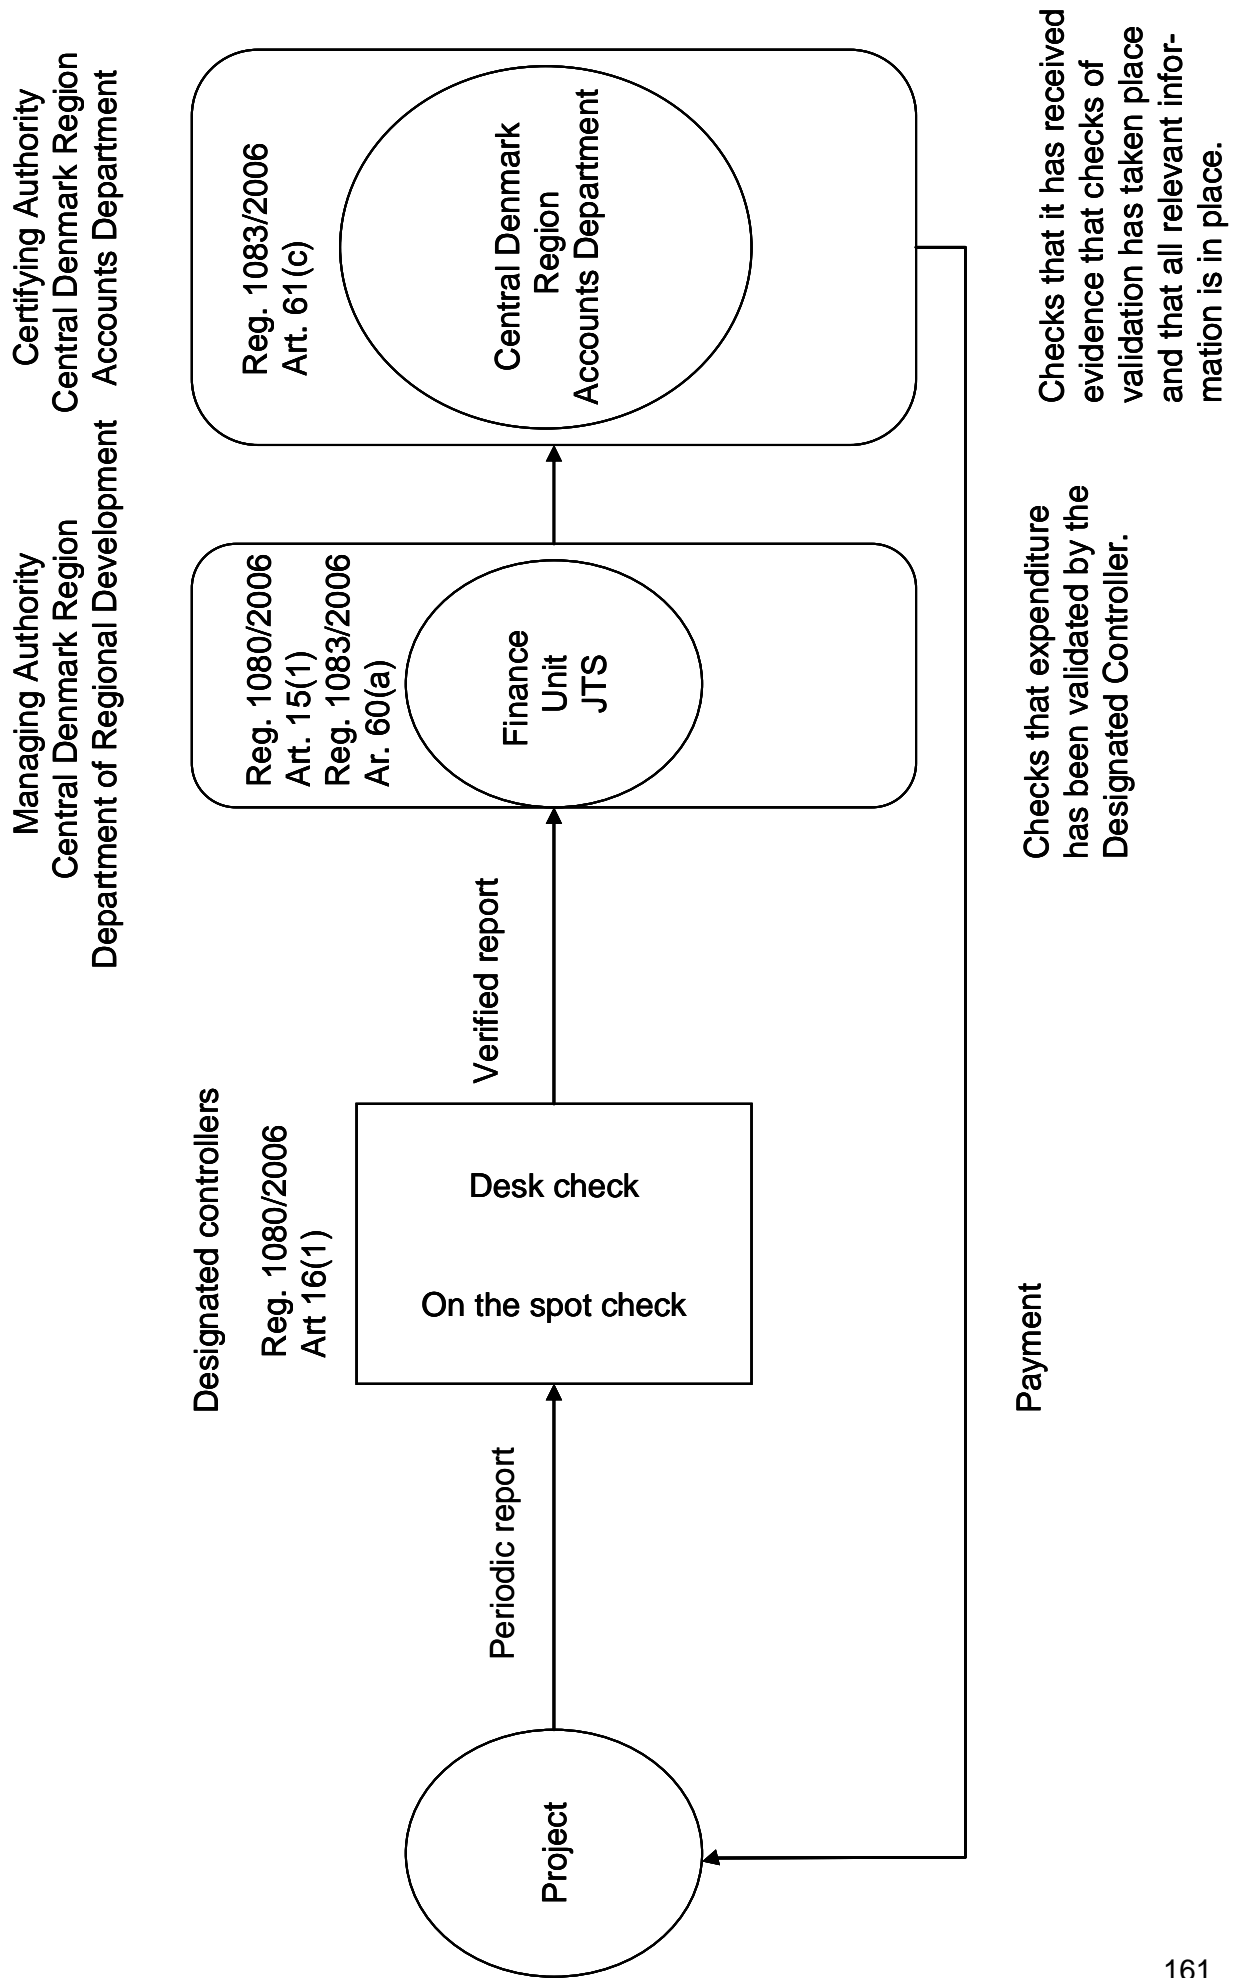 Certifying Authority
Central Denmark Region
Accounts Department
Managing Authority
Central Denmark Region
Department of Regional Development
Designated controllers
Reg. 1083/2006
Art. 61(c)
Central Denmark
Region
Accounts Department
Reg. 1080/2006
Art. 15(1)
Reg. 1083/2006
Ar. 60(a)
Finance
Unit
JTS
Verified report
Reg. 1080/2006
Art 16(1)
Desk check
On the spot check
Periodic report
Project
Checks that it has received
evidence that checks of
validation has taken place
and that all relevant infor-
mation is in place.
Checks that expenditure
has been validated by the
Designated Controller.
Payment
161